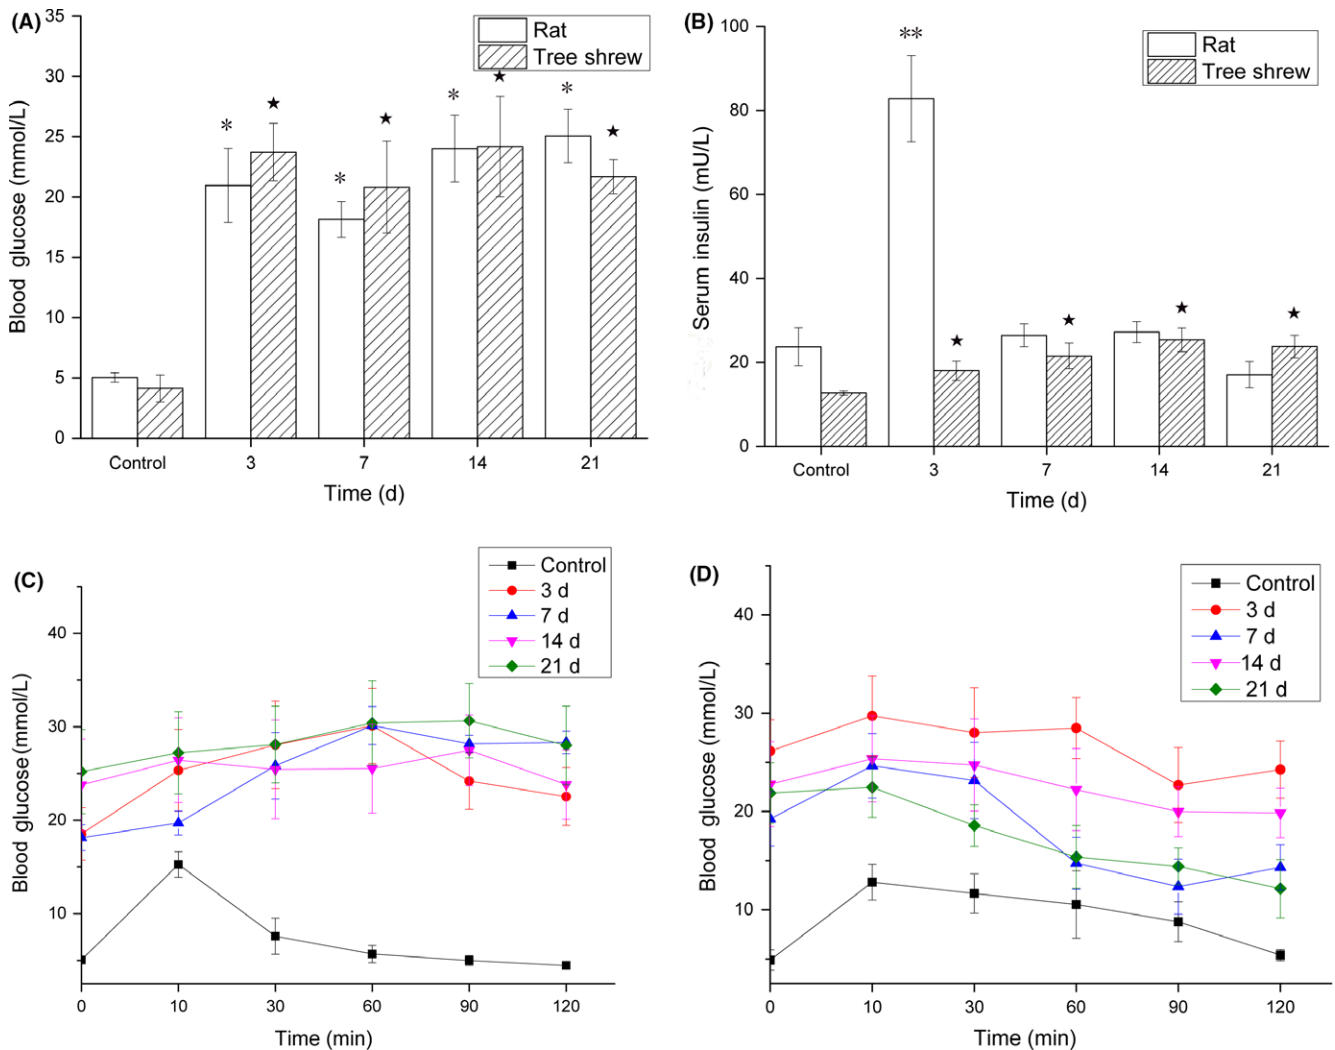 (A)
35
30
25
20
15
10
5
0
Blood glucose (mmol/L)
Rat
Tree shrew
* ★ * ★ * ★ * ★
Control 3 7 14 21
Time (d)
(B)
100
80
60
40
20
0
Serum insulin (mU/L)
Rat
Tree shrew
** ★ ★ ★ ★
Control 3 7 14 21
Time (d)
(C)
Control
3 d
7 d
14 d
21 d
40
30
20
10
Blood glucose (mmol/L)
0 10 30 60 90 120
Time (min)
(D)
Control
3 d
7 d
14 d
21 d
40
30
20
10
Blood glucose (mmol/L)
0 10 30 60 90 120
Time (min)